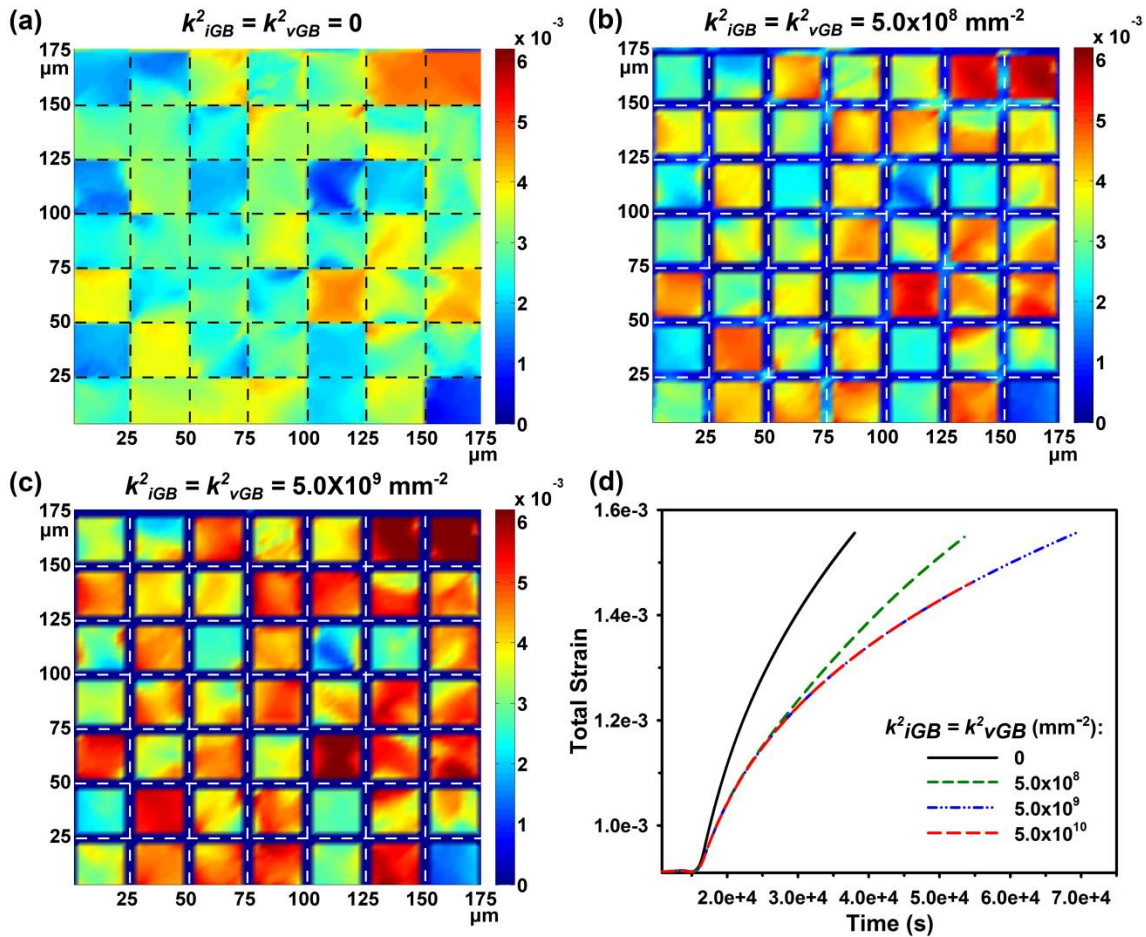 (a) k²iGB = k²vGB = 0
x 10 -3
175
µm
150
125
100
75
50
25
25 50 75 100 125 150 175
µm
6
5
4
3
2
1
0
(b) k²iGB = k²vGB = 5.0x10⁸ mm⁻²
x 10 -3
175
µm
150
125
100
75
50
25
25 50 75 100 125 150 175
µm
6
5
4
3
2
1
0
(c) k²iGB = k²vGB = 5.0X10⁹ mm⁻²
x 10 -3
175
µm
150
125
100
75
50
25
25 50 75 100 125 150 175
µm
6
5
4
3
2
1
0
(d)
Total Strain
1.6e-3
1.4e-3
1.2e-3
1.0e-3
k²iGB = k²vGB (mm⁻²):
0
5.0x10⁸
5.0x10⁹
5.0x10¹⁰
2.0e+4 3.0e+4 4.0e+4 5.0e+4 6.0e+4 7.0e+4
Time (s)